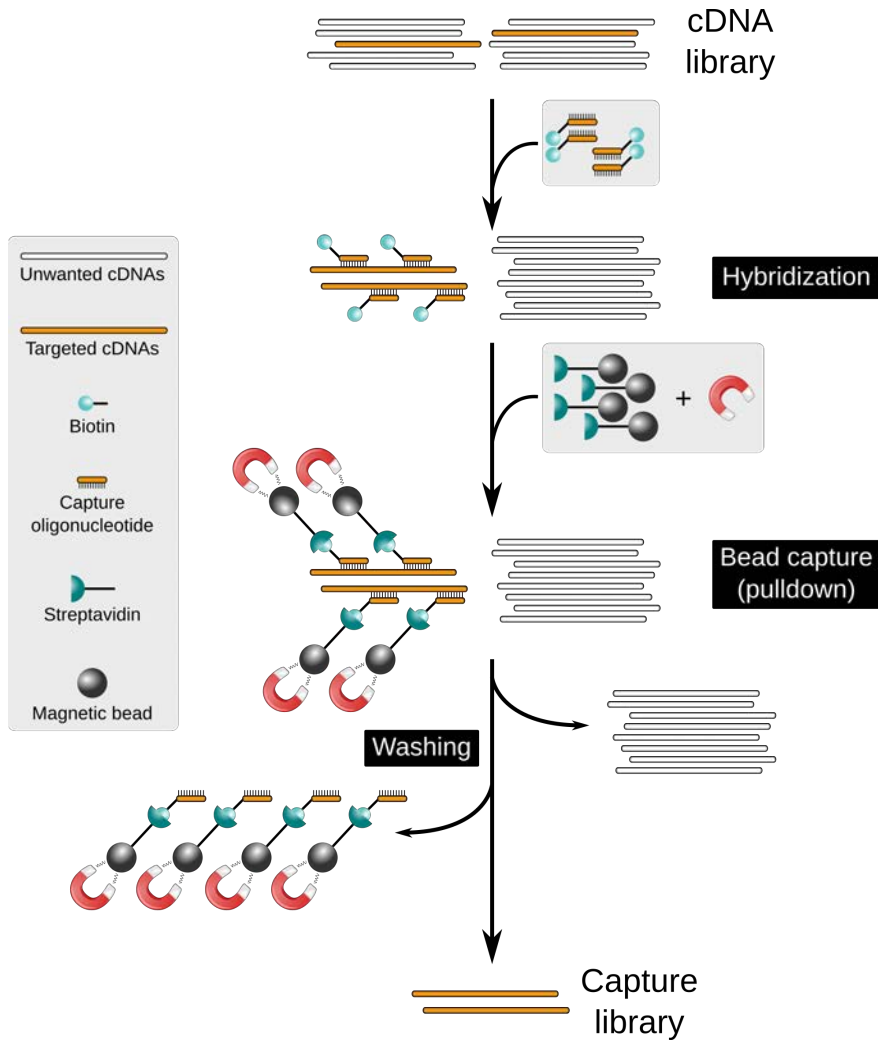 cDNA
library
Hybridization
Unwanted cDNAs
Targeted cDNAs
Biotin
Capture
oligonucleotide
Streptavidin
Magnetic bead
+
Bead capture
(pulldown)
Washing
Capture
library